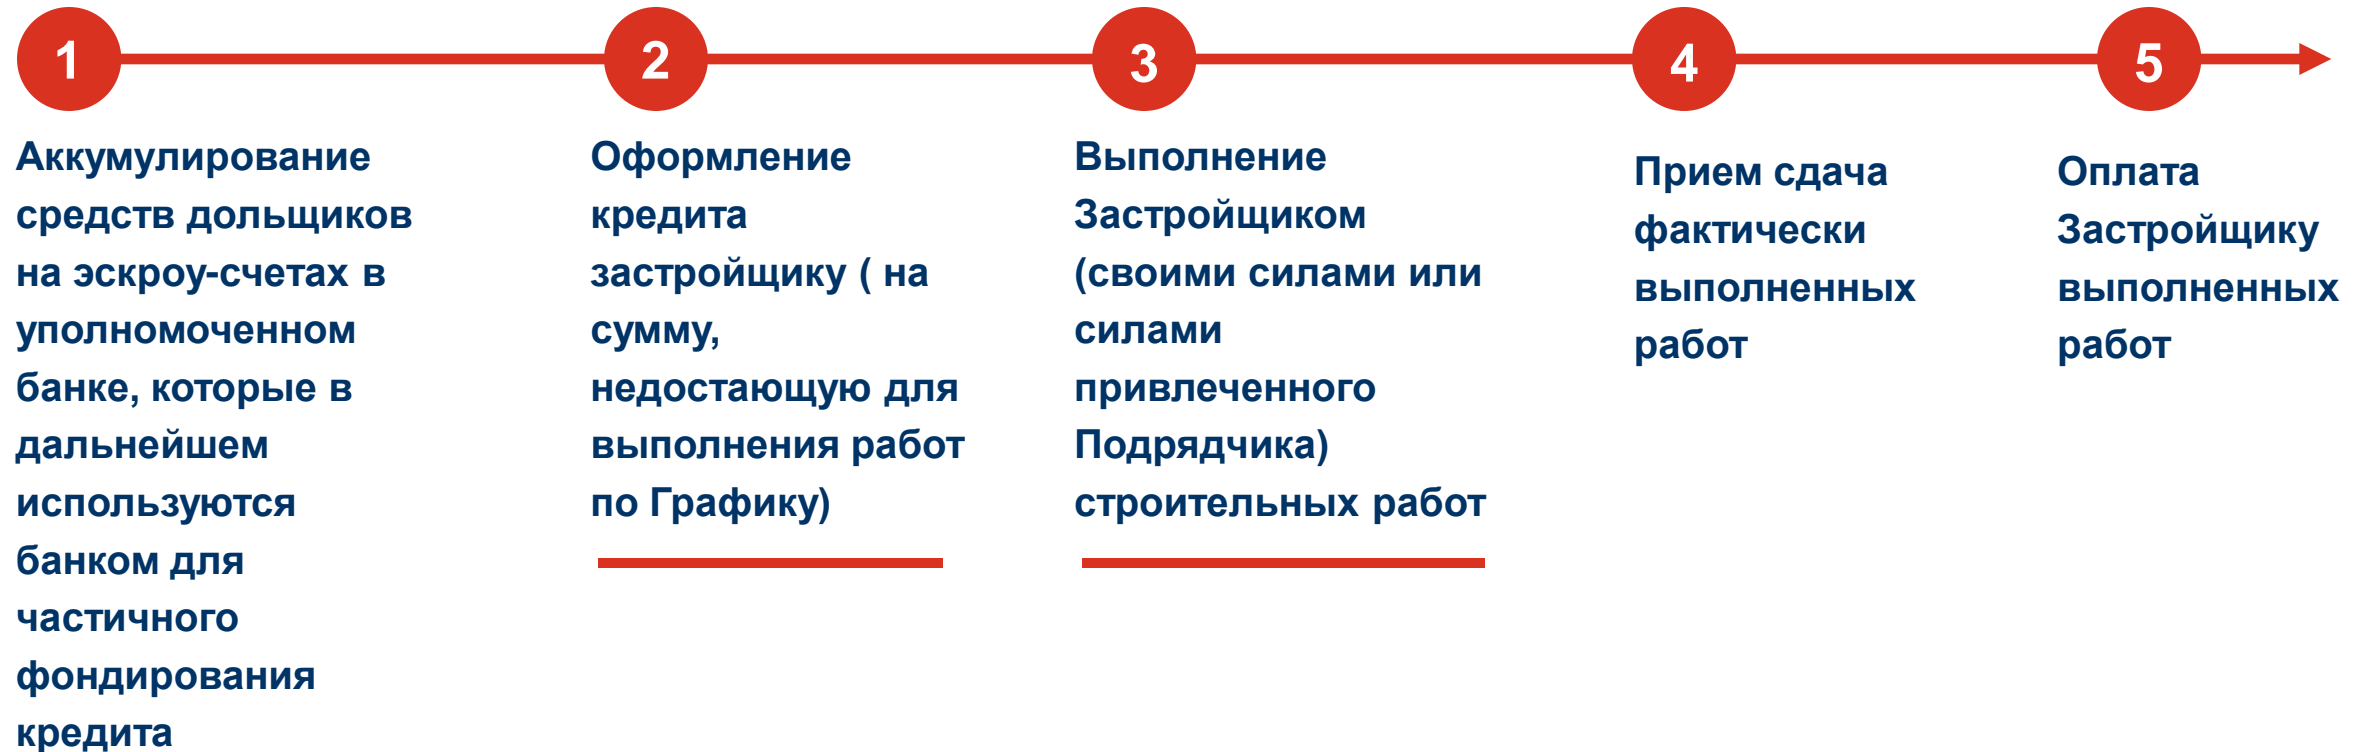 1
Аккумулирование
средств дольщиков
на эскроу-счетах в
уполномоченном
банке, которые в
дальнейшем
используются
банком для
частичного
фондирования
кредита
2
Оформление
кредита
застройщику ( на
сумму,
недостающую для
выполнения работ
по Графику)
3
Выполнение
Застройщиком
(своими силами или
силами
привлеченного
Подрядчика)
строительных работ
4
Прием сдача
фактически
выполненных
работ
5
Оплата
Застройщику
выполненных
работ